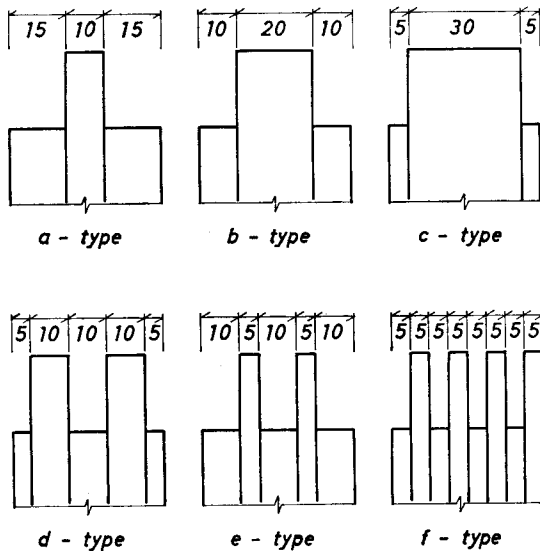 15 10 15
10 20 10
5 30 5
a - type
b - type
c - type
5 10 10 10 5
10 5 10 5 10
5 5 5 5 5 5 5 5
d - type
e - type
f - type